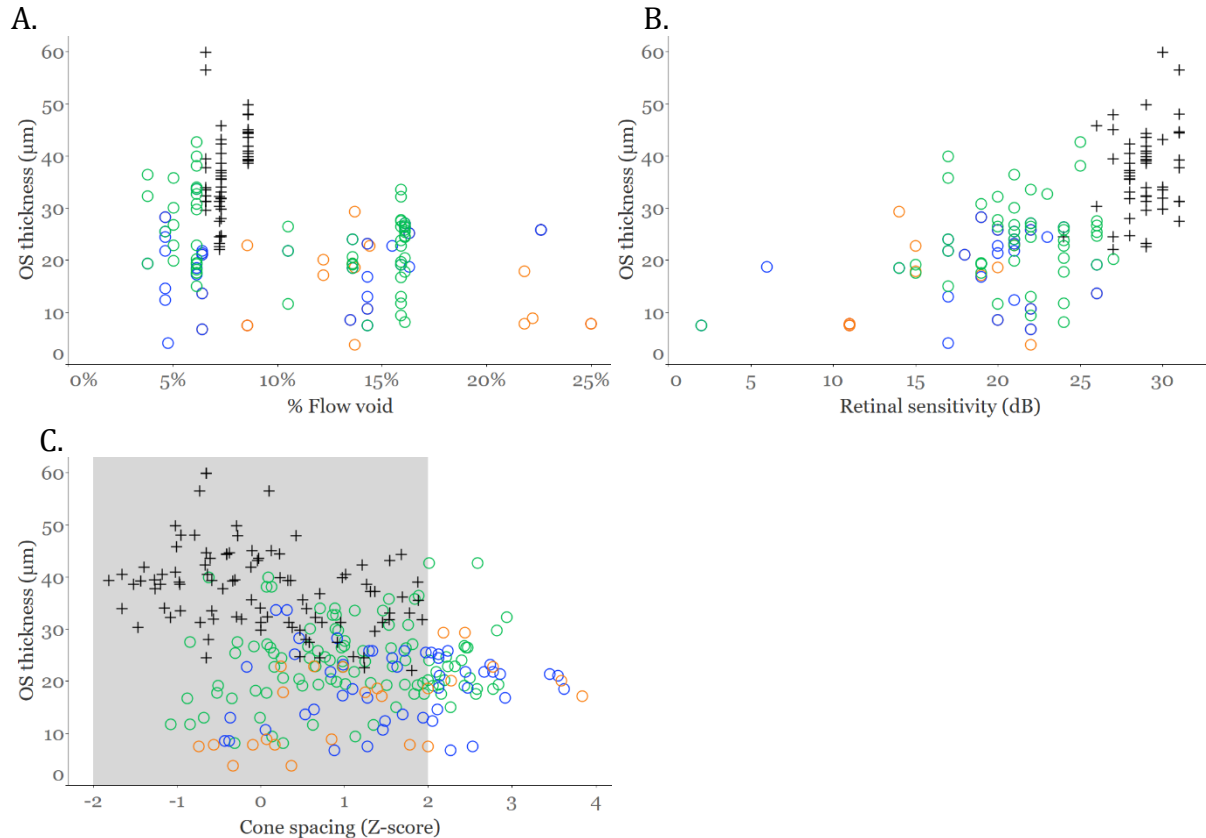 A.
60
50
40
30
20
10
0
OS thickness (µm)
0% 5% 10% 15% 20% 25%
% Flow void
B.
60
50
40
30
20
10
0
OS thickness (µm)
0 5 10 15 20 25 30
Retinal sensitivity (dB)
C.
60
50
40
30
20
10
0
OS thickness (µm)
-2 -1 0 1 2 3 4
Cone spacing (Z-score)